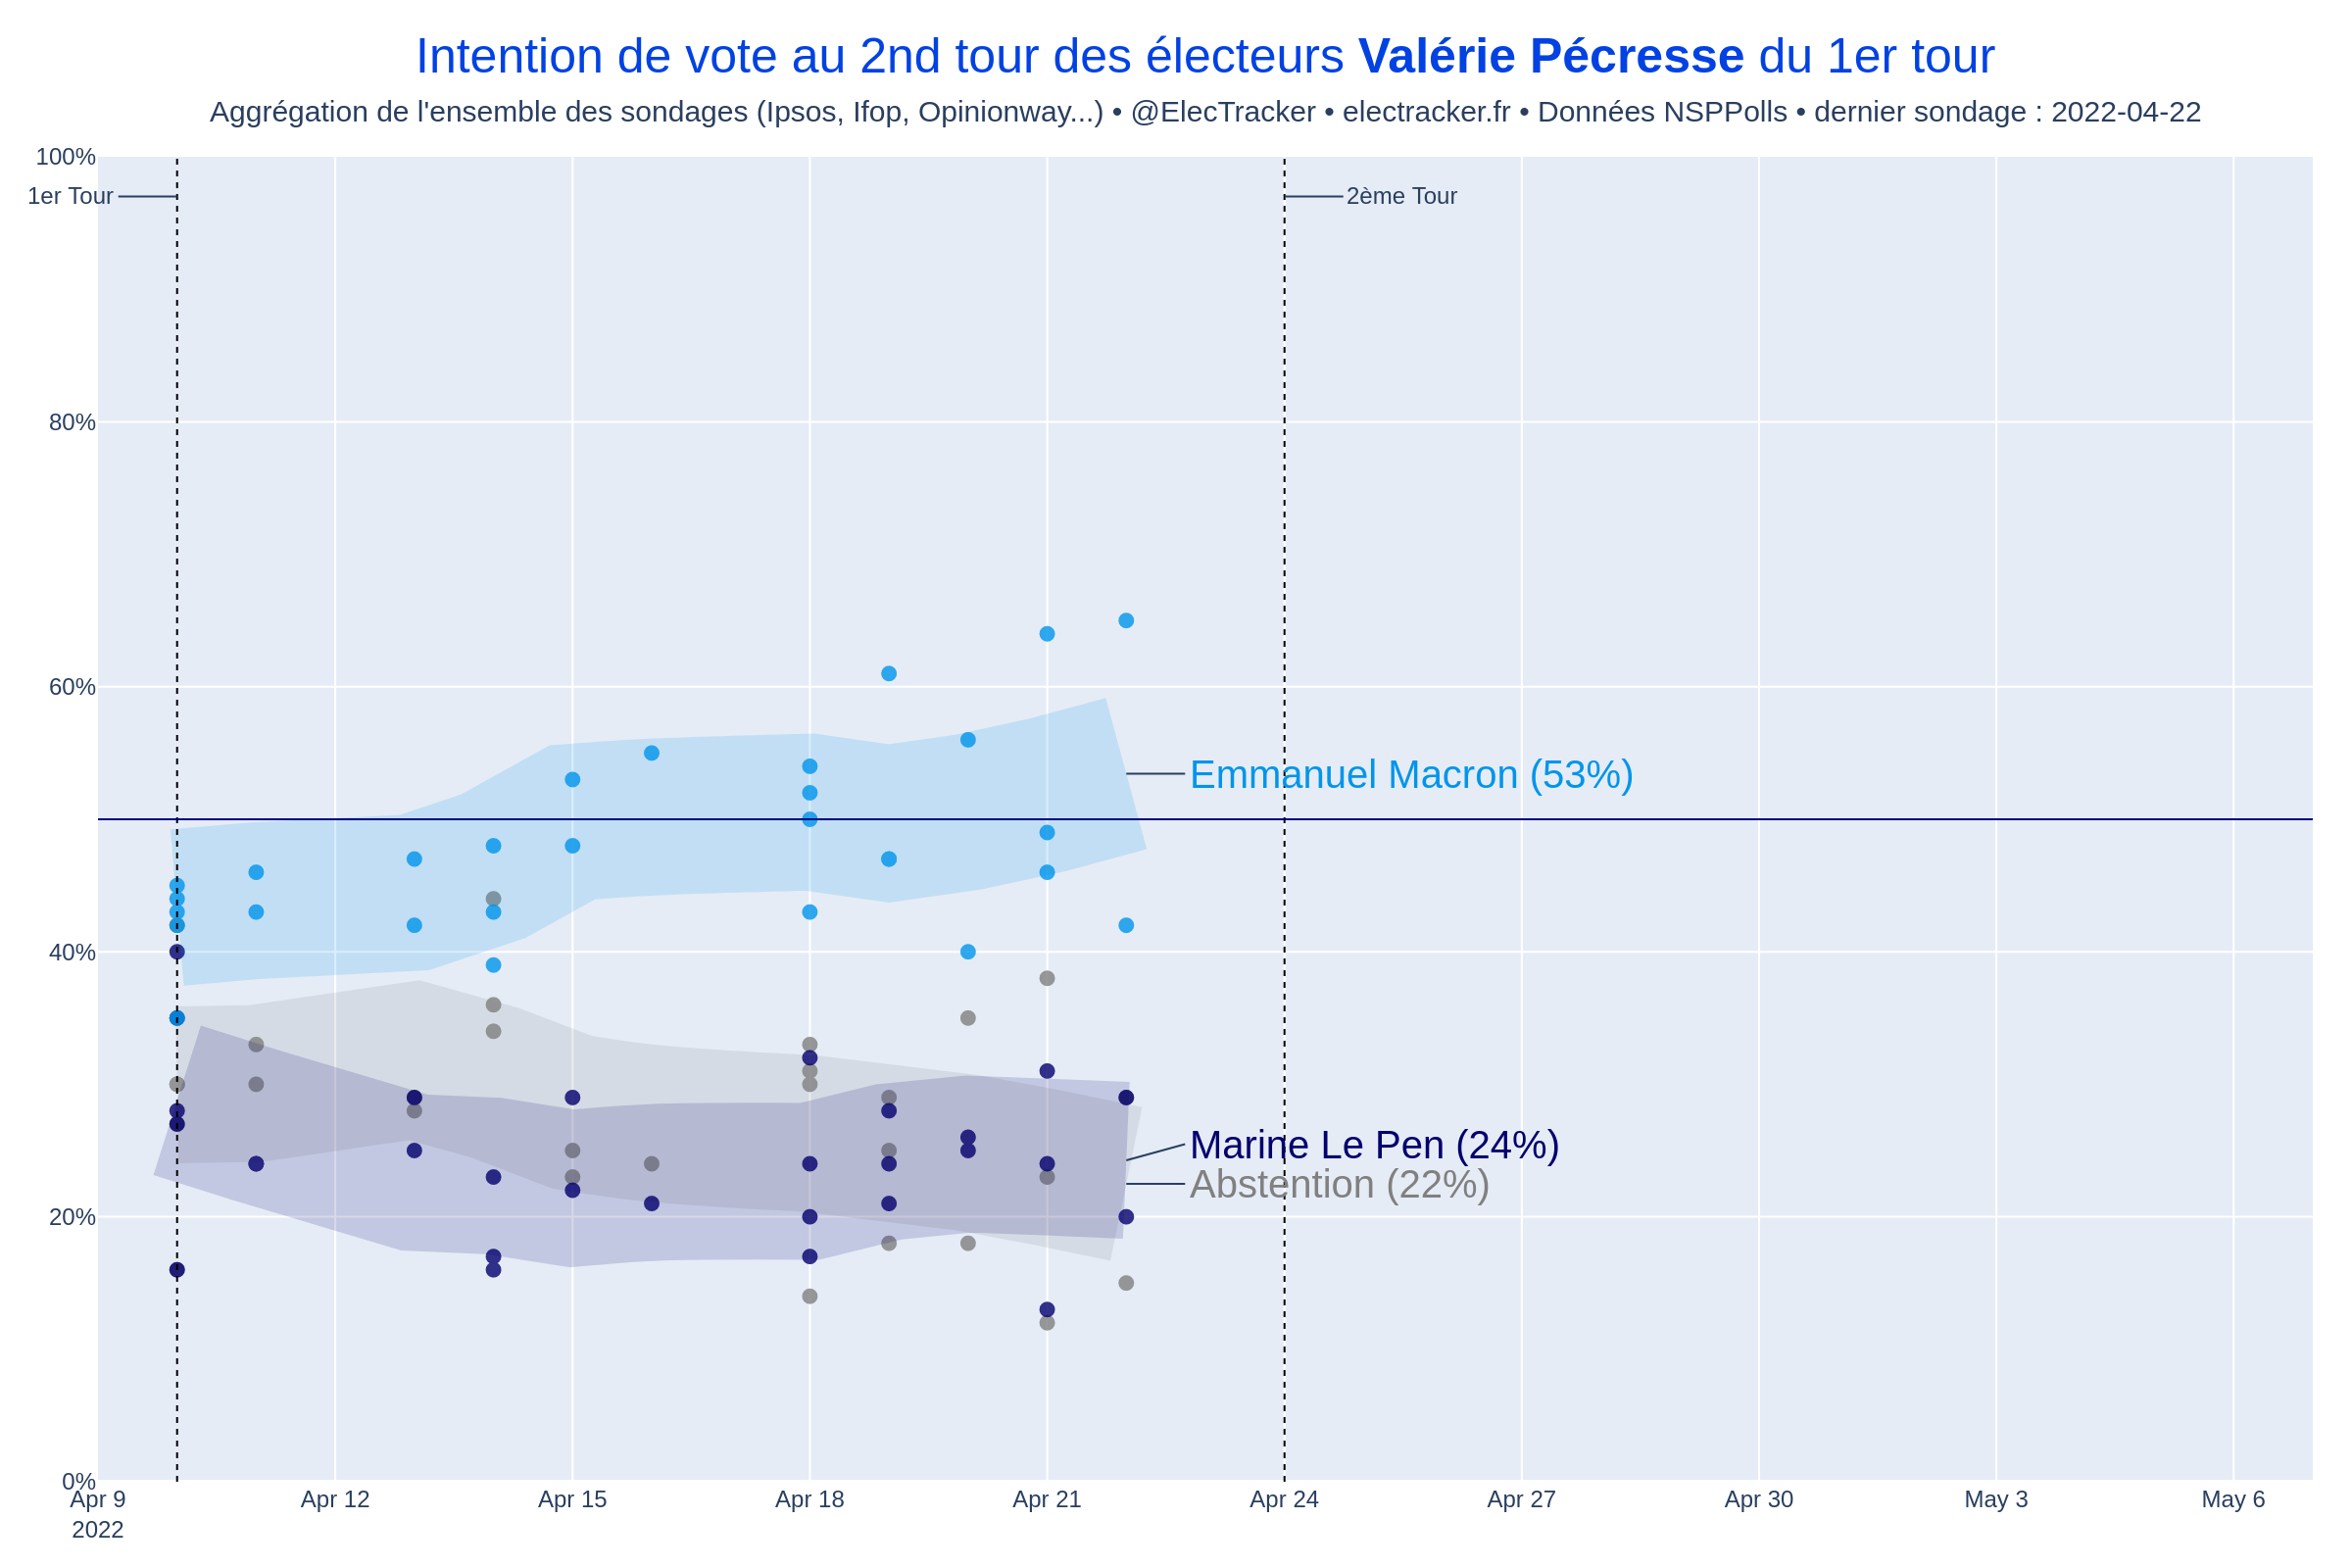 Intention de vote au 2nd tour des électeurs Valérie Pécresse du 1er tour
Aggrégation de l'ensemble des sondages (Ipsos, Ifop, Opinionway...) • @ElecTracker • electracker.fr • Données NSPPolls • dernier sondage : 2022-04-22
100%
1er Tour
2ème Tour
80%
60%
Emmanuel Macron (53%)
40%
Marine Le Pen (24%)
Abstention (22%)
20%
0%
Apr 9 Apr 12 Apr 15 Apr 18 Apr 21 Apr 24 Apr 27 Apr 30 May 3 May 6
2022